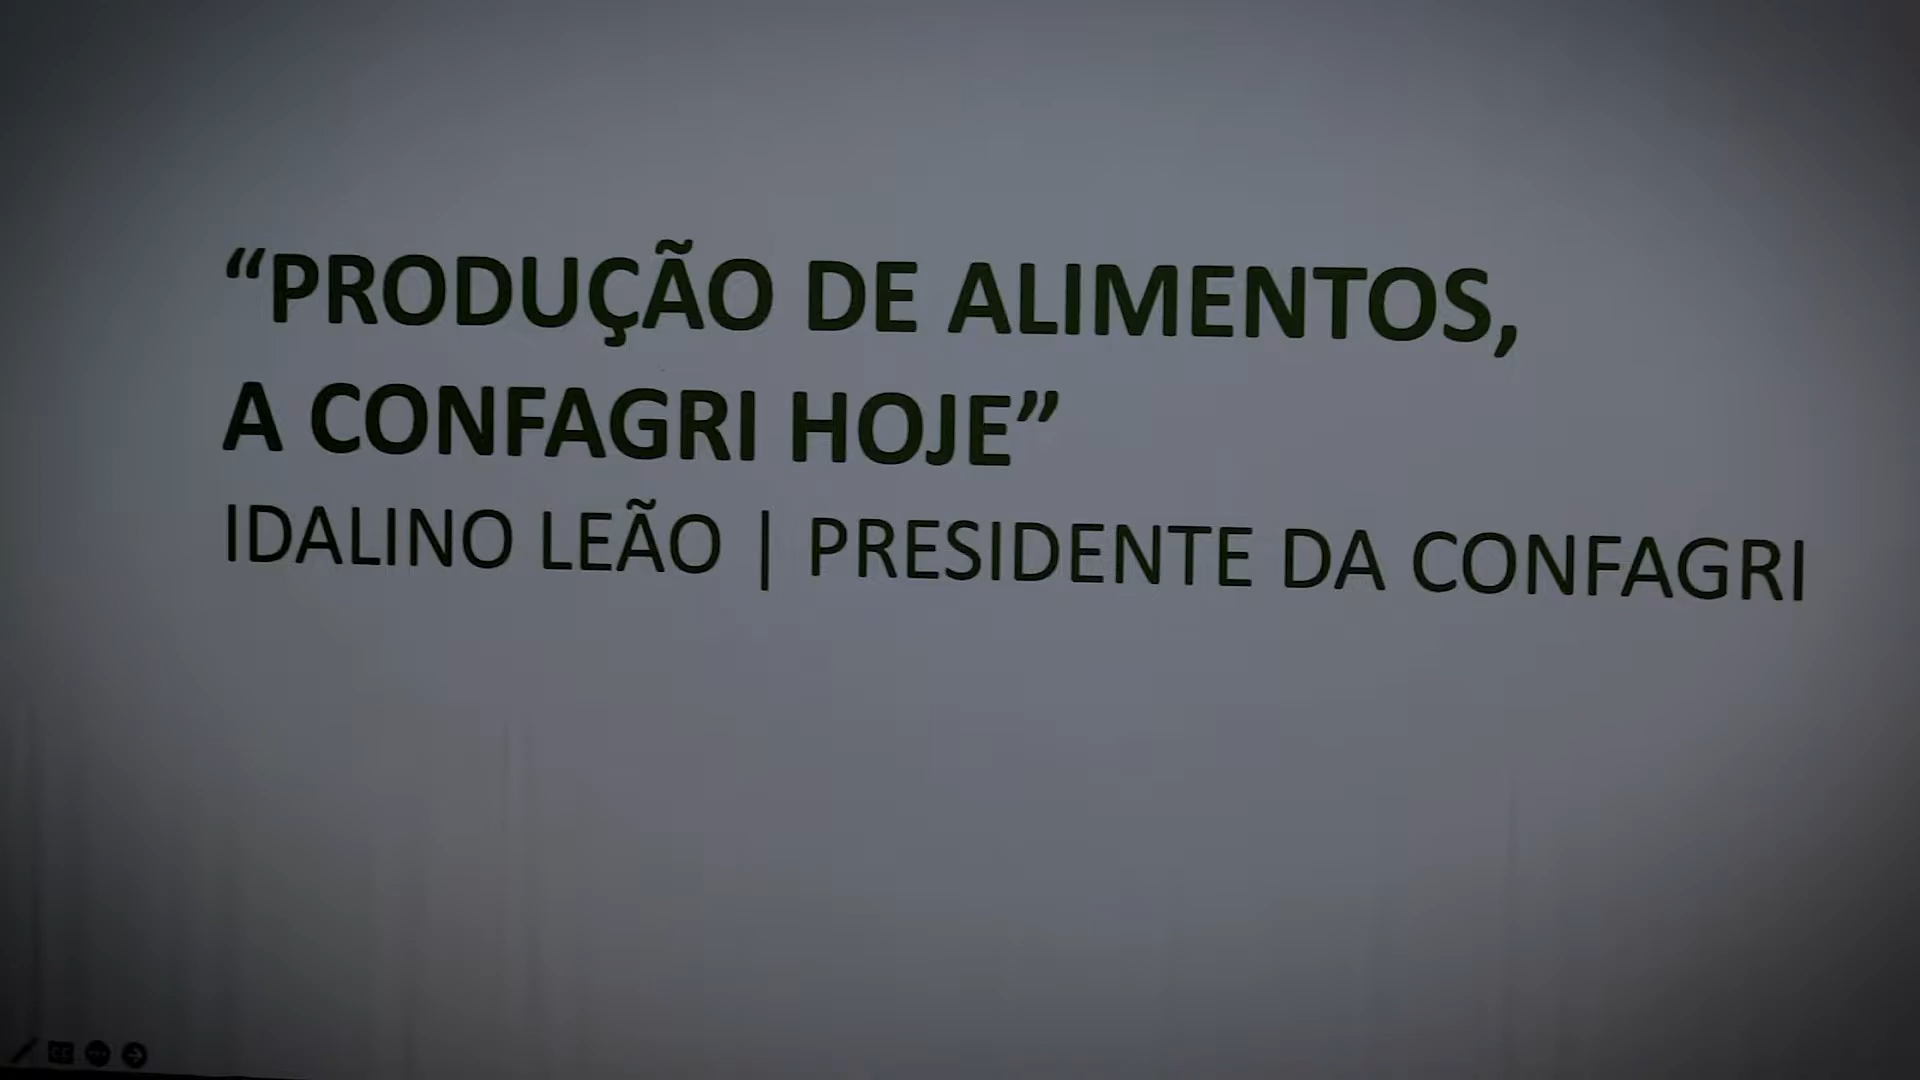 “PRODUÇÃO DE ALIMENTOS,
A CONFAGRI HOJE”
IDALINO LEÃO | PRESIDENTE DA CONFAGRI